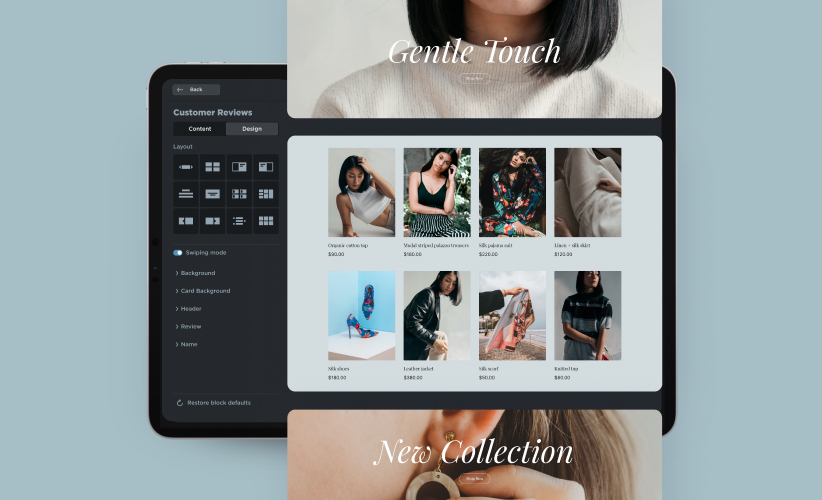 Gentle Touch
Shop Now
Back
Customer Reviews
Content
Design
Layout
Swiping mode
Background
Card Background
Header
Review
Name
Restore block defaults
Organic cotton top
$90.00
Modal striped palazzo trousers
$180.00
Silk pajama suit
$220.00
Linen + silk skirt
$120.00
Silk shoes
$180.00
Leather jacket
$380.00
Silk scarf
$50.00
Knitted top
$80.00
New Collection
Shop Now